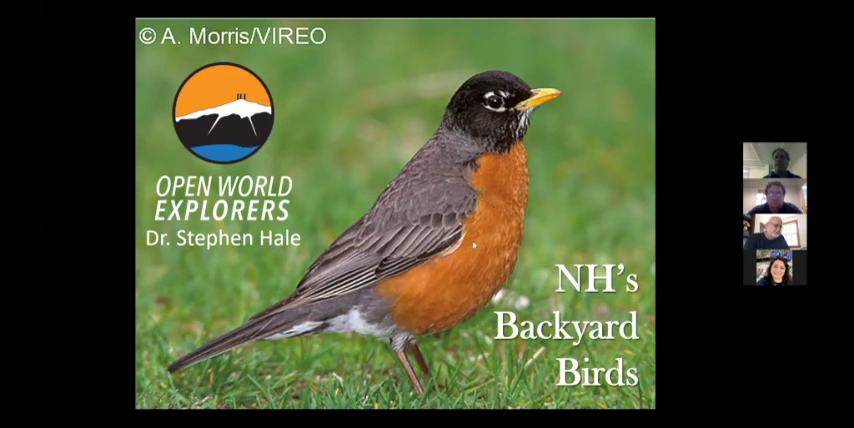 © A. Morris/VIREO
OPEN WORLD
EXPLORERS
Dr. Stephen Hale
NH's
Backyard
Birds